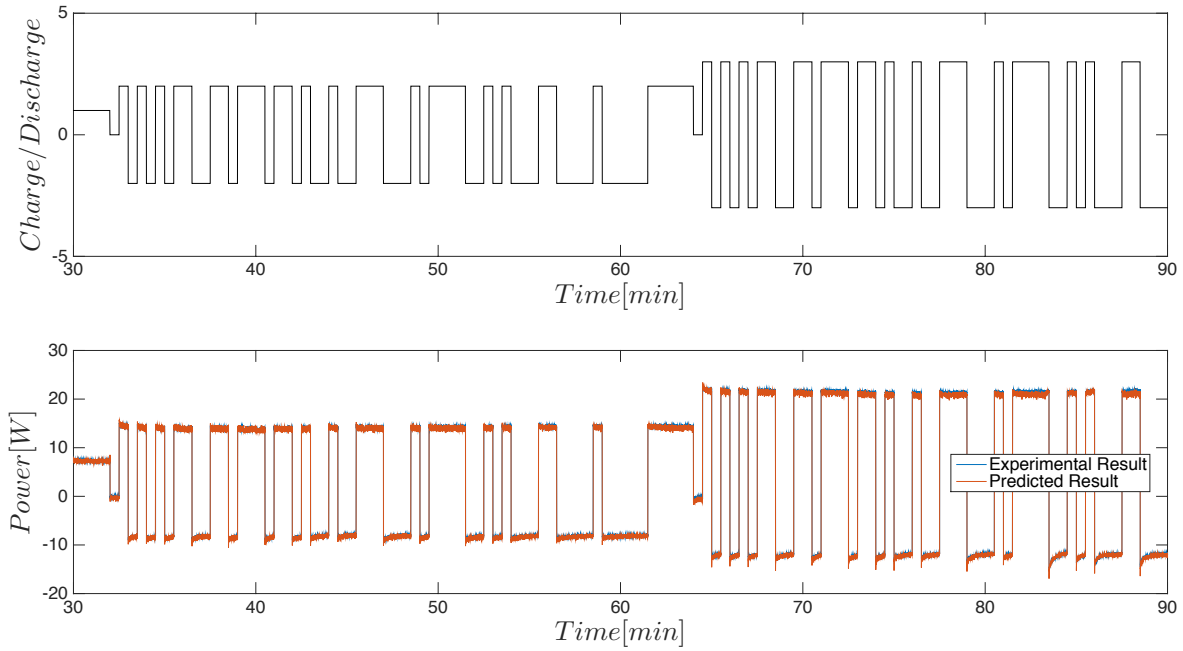 Charge/Discharge
5
0
-5
30 40 50 60 70 80 90
Time[min]
Power[W]
30
20
10
0
-10
-20
Experimental Result
Predicted Result
30 40 50 60 70 80 90
Time[min]